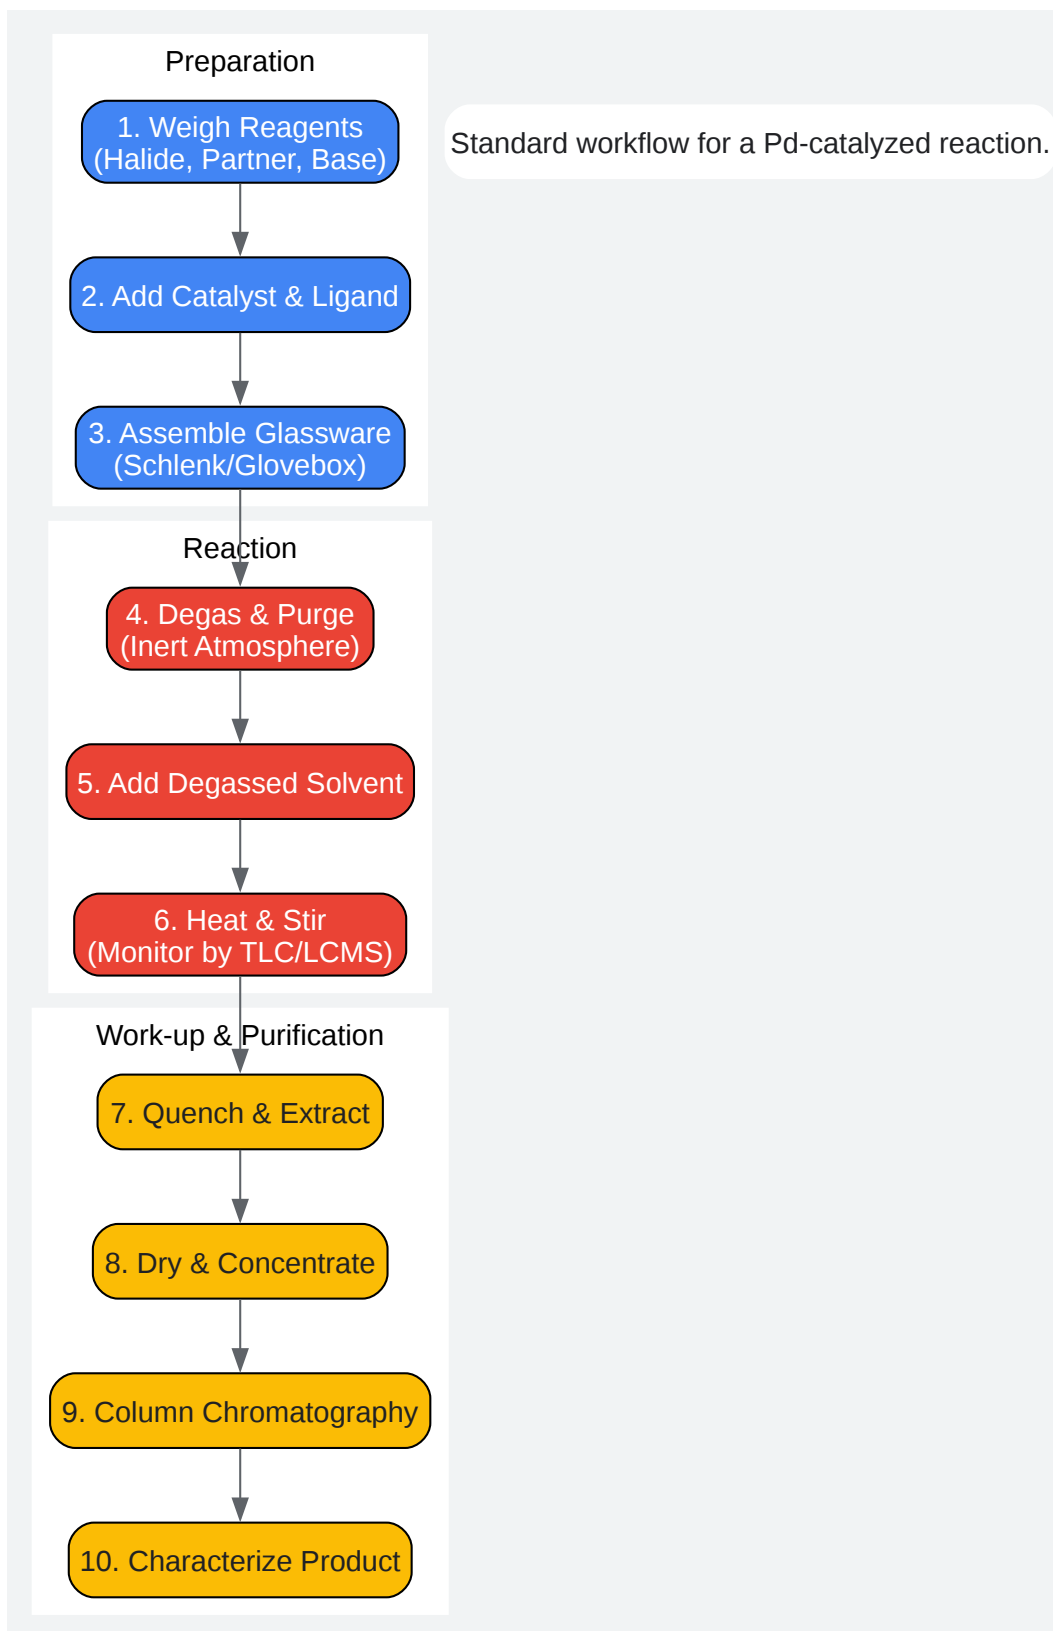 Preparation
1. Weigh Reagents
(Halide, Partner, Base)
Standard workflow for a Pd-catalyzed reaction.
2. Add Catalyst & Ligand
3. Assemble Glassware
(Schlenk/Glovebox)
Reaction
4. Degas & Purge
(Inert Atmosphere)
5. Add Degassed Solvent
6. Heat & Stir
(Monitor by TLC/LCMS)
Work-up & Purification
7. Quench & Extract
8. Dry & Concentrate
9. Column Chromatography
10. Characterize Product